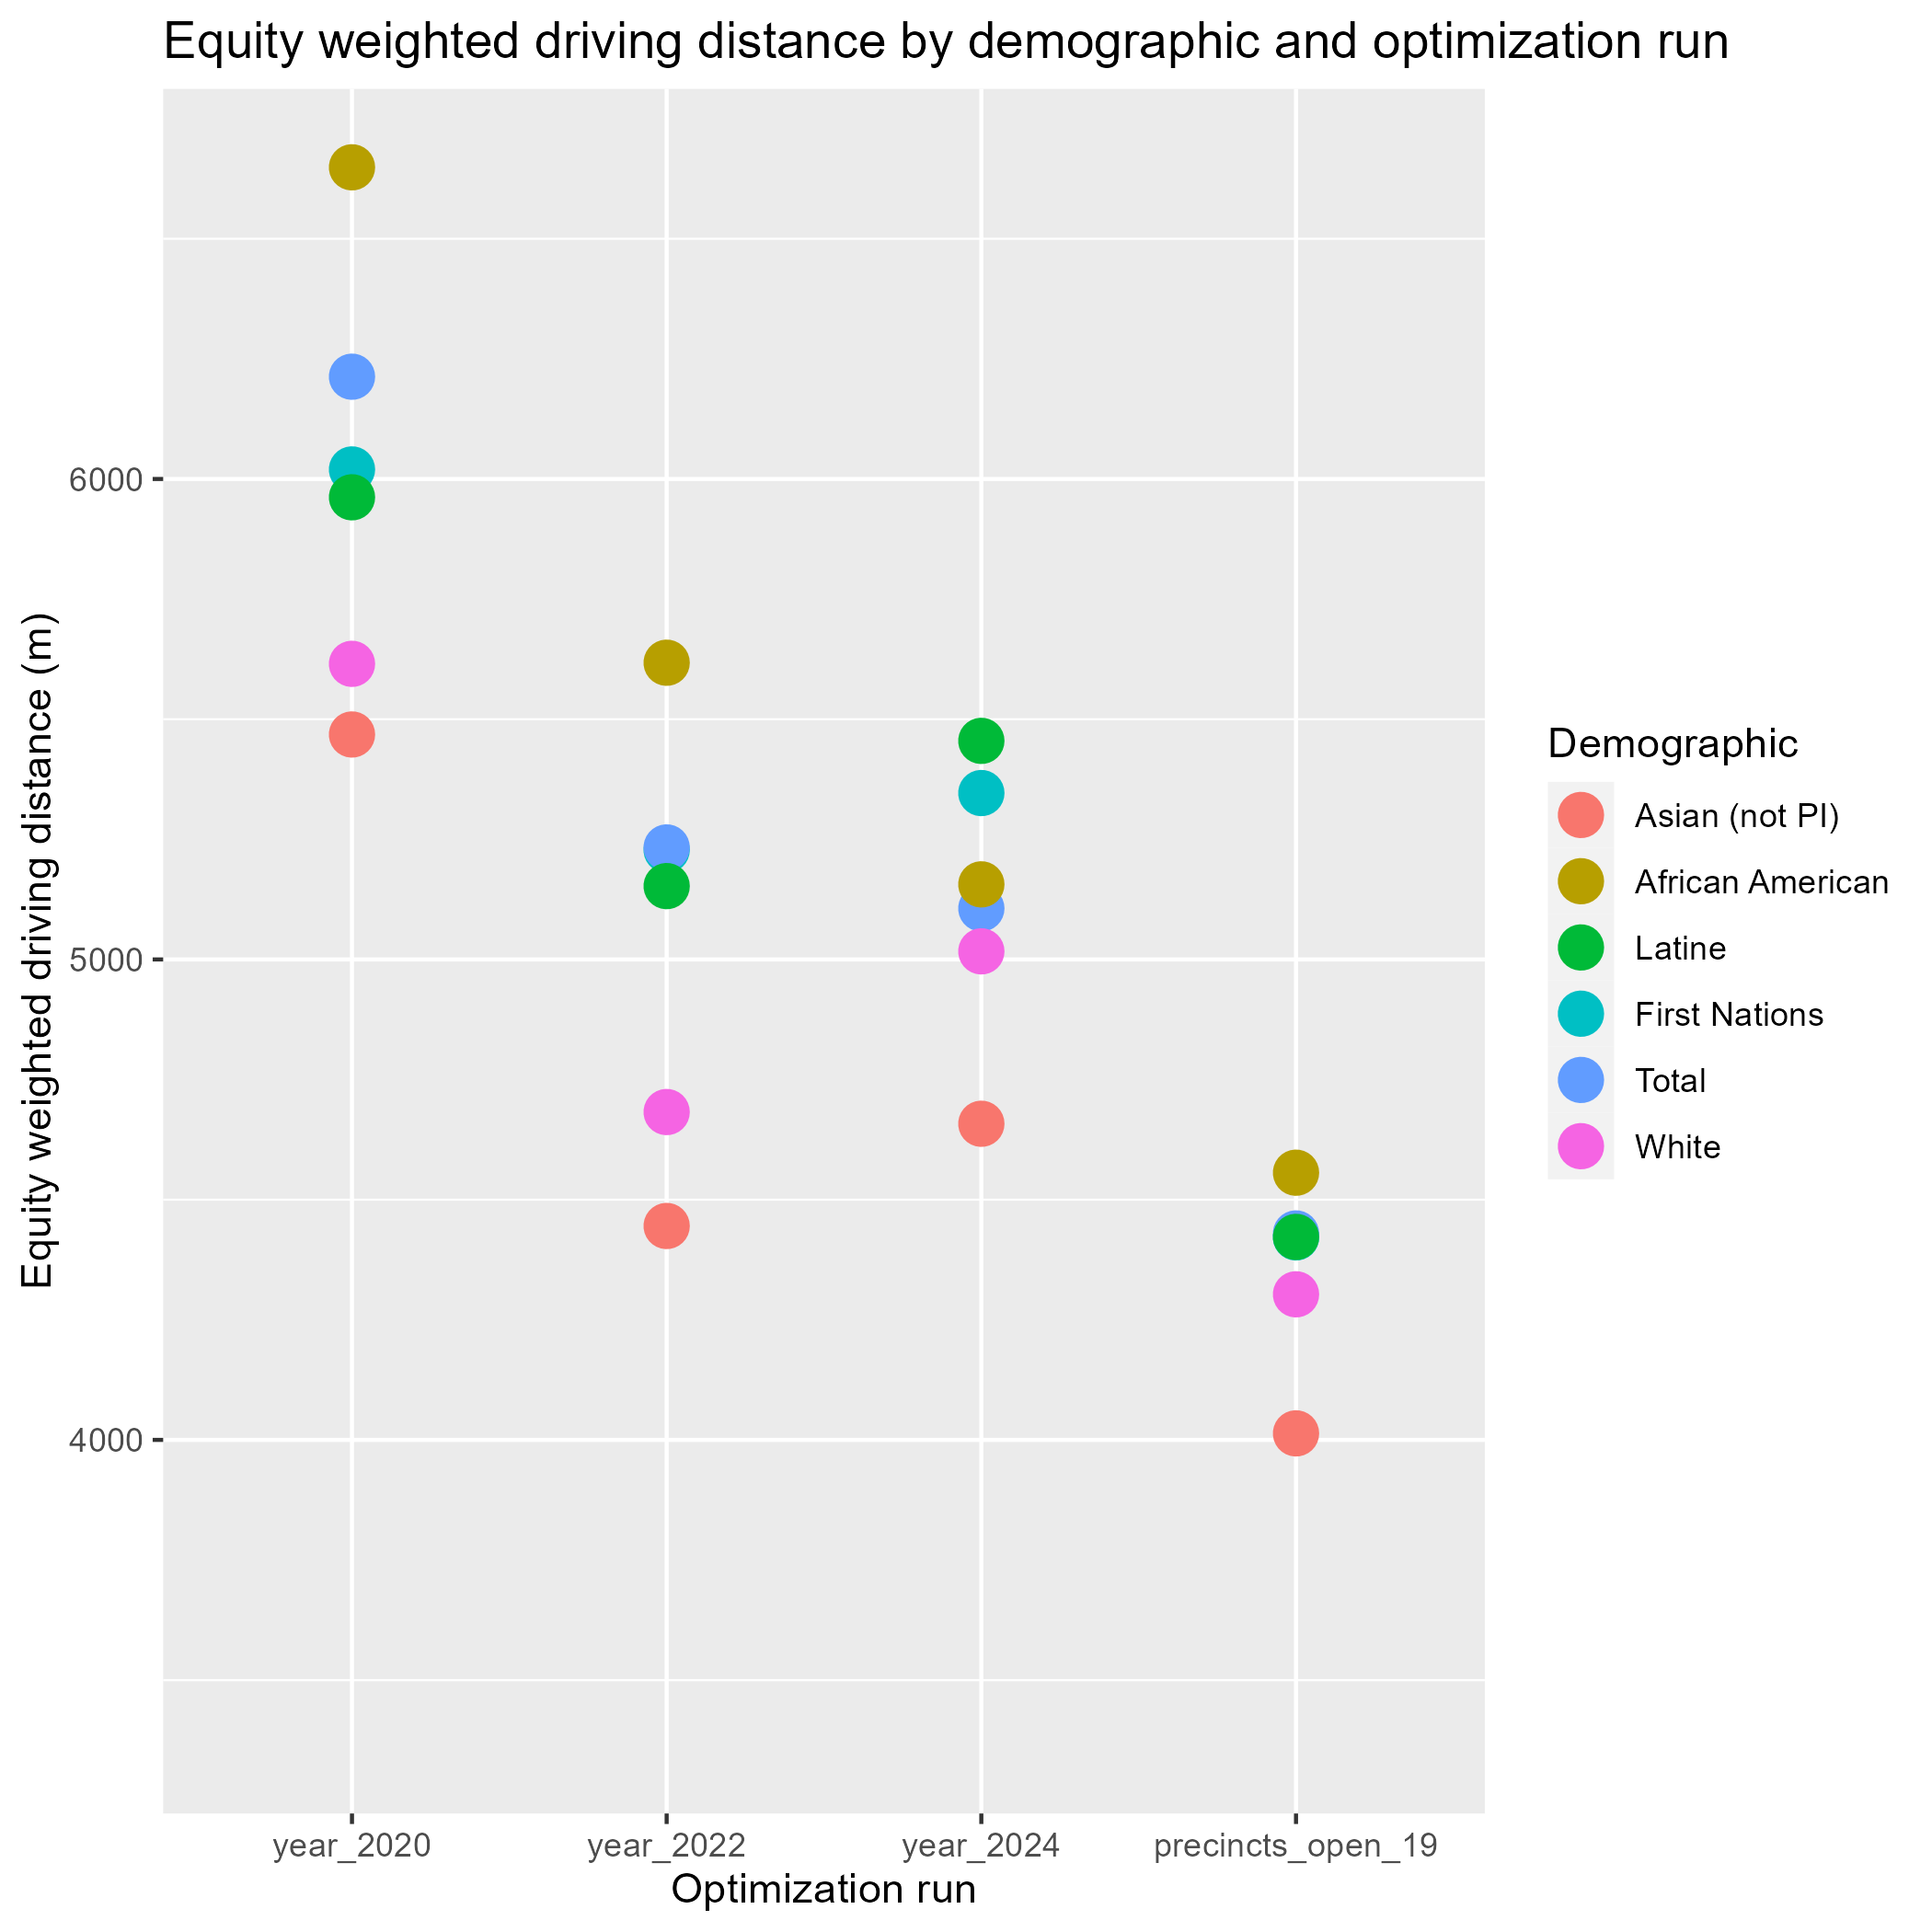 Equity weighted driving distance by demographic and optimization run
Equity weighted driving distance (m)
6000
5000
4000
year_2020
year_2022
year_2024
precincts_open_19
Optimization run
Demographic
Asian (not PI)
African American
Latine
First Nations
Total
White